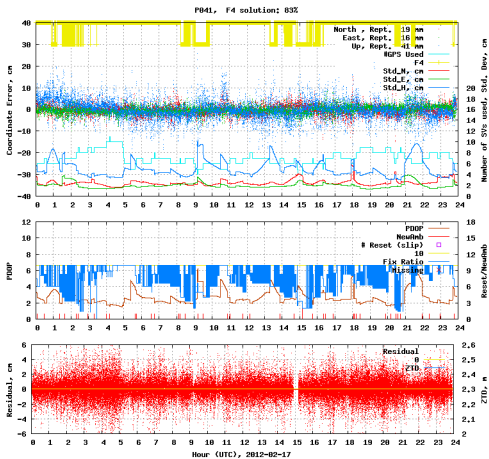 P041, F4 solution: 83%
North , Rept. 19 mm
East, Rept. 16 mm
Up, Rept. 41 mm
#GPS Used
F4
Std_N, cm
Std_E, cm
Std_H, cm
Coordinate Error, cm
Number of SVs used, Std. Dev, cm
40
30
20
10
0
-10
-20
-30
-40
20
18
16
14
12
10
8
6
4
2
0
0 1 2 3 4 5 6 7 8 9 10 11 12 13 14 15 16 17 18 19 20 21 22 23 24
PDOP
NewAmb
# Reset (slip)
10
Fix Ratio
Missing
PDOP
Reset/NewAmb
12
10
8
6
4
2
0
18
15
12
9
6
3
0
0 1 2 3 4 5 6 7 8 9 10 11 12 13 14 15 16 17 18 19 20 21 22 23 24
Residual
0
ZTD
Residual, cm
ZTD, m
6
4
2
0
-2
-4
-6
2,6
2,5
2,4
2,3
2,2
2,1
2
0 1 2 3 4 5 6 7 8 9 10 11 12 13 14 15 16 17 18 19 20 21 22 23 24
Hour (UTC), 2012-02-17